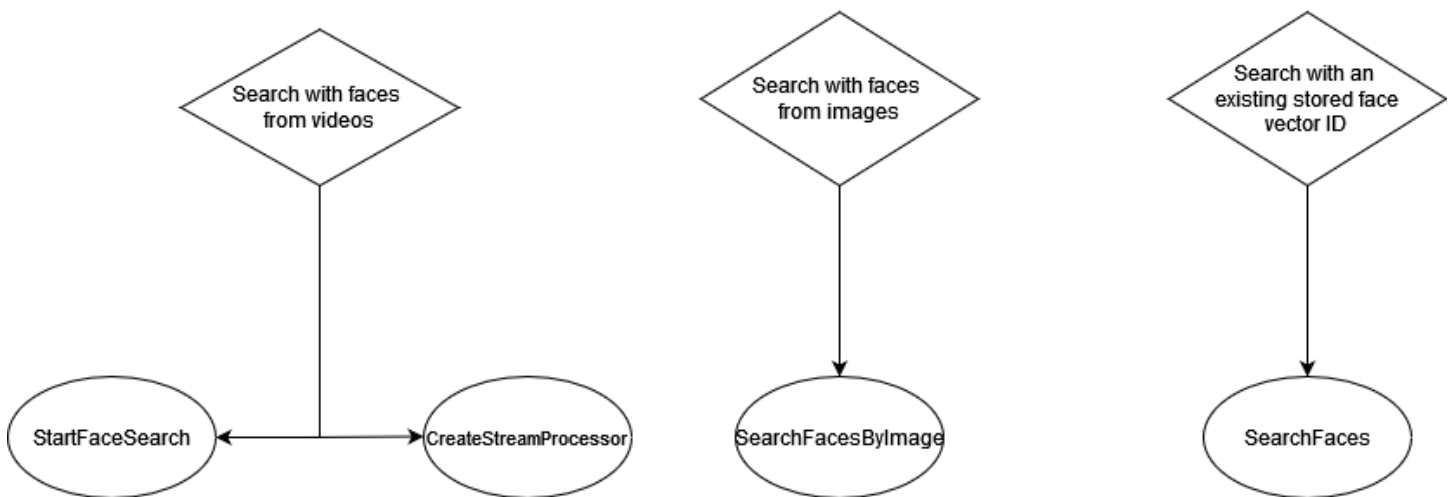 Search with faces
from videos
Search with faces
from images
Search with an
existing stored face
vector ID
StartFaceSearch
CreateStreamProcessor
SearchFacesByImage
SearchFaces